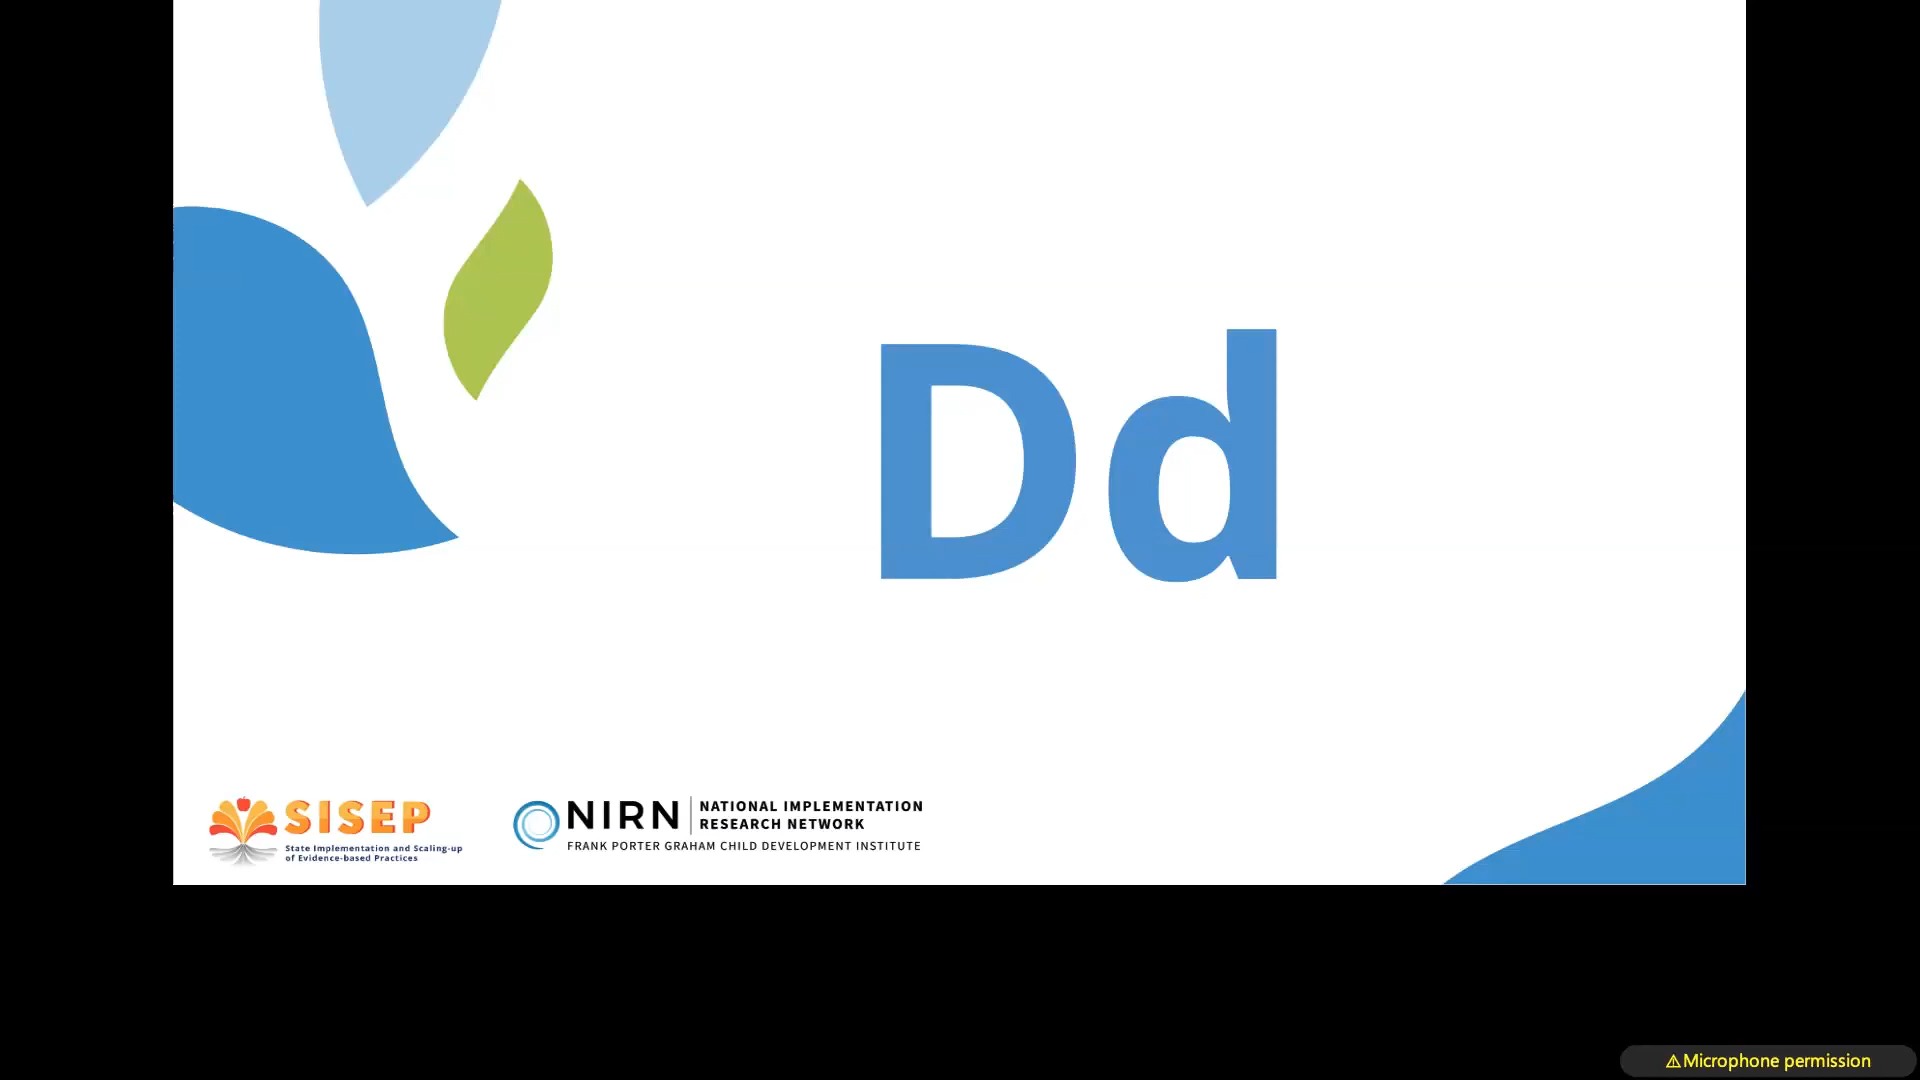 Dd
SISEP
State Implementation and Scaling-up
of Evidence-based Practices
NIRN
NATIONAL IMPLEMENTATION
RESEARCH NETWORK
FRANK PORTER GRAHAM CHILD DEVELOPMENT INSTITUTE
⚠Microphone permission